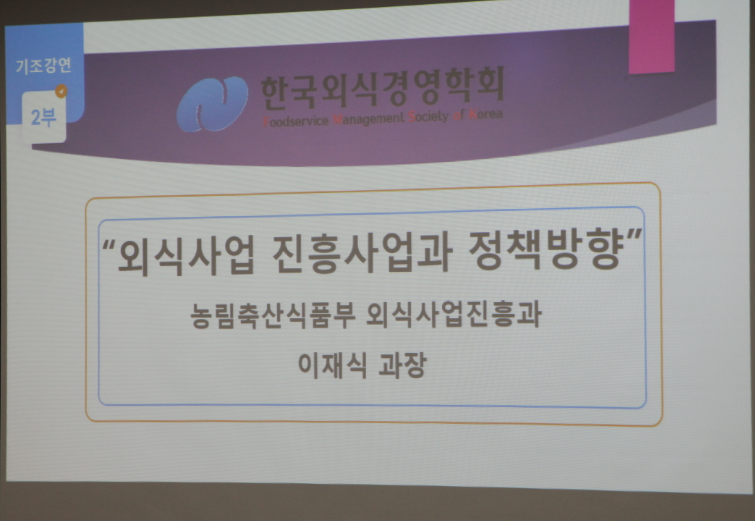 기조강연
2부
한국외식경영학회
Foodservice Management Society of Korea
“외식사업 진흥사업과 정책방향”
농림축산식품부 외식사업진흥과
이재식 과장